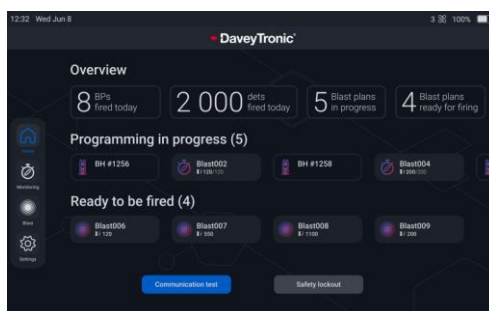 12:32 Wed Jun 8
3 100%
DaveyTronic®
Overview
8 BPs fired today
2 000 dets fired today
5 Blast plans in progress
4 Blast plans ready for firing
Home
Monitoring
Blast
Settings
Programming in progress (5)
BH #1256
Blast002
120/120
BH #1258
Blast004
200/300
Ready to be fired (4)
Blast006
120
Blast007
550
Blast008
1100
Blast009
200
Communication test
Safety lockout